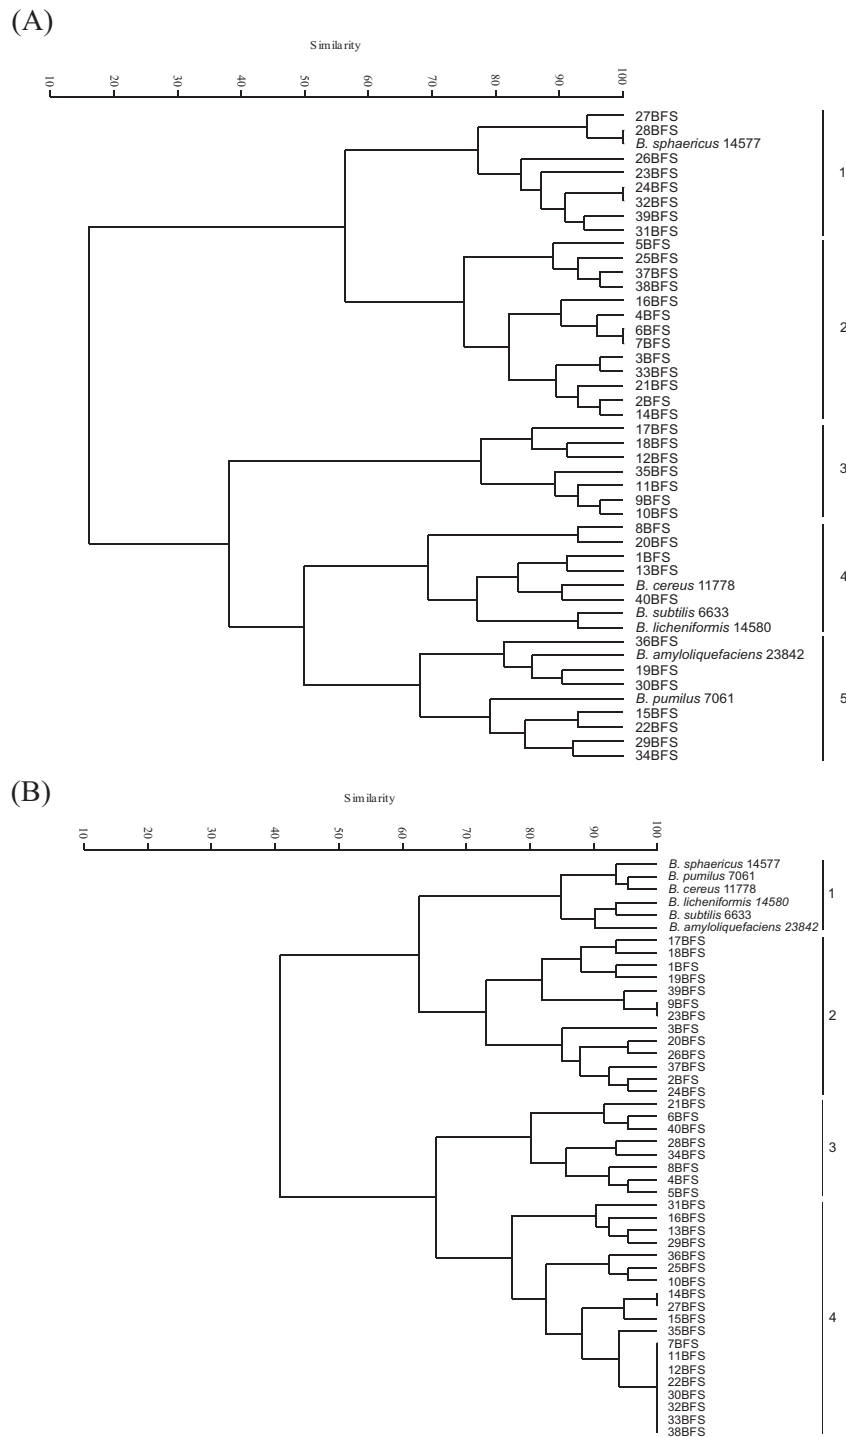 (A)
Similarity
10 20 30 40 50 60 70 80 90 100
27BFS
28BFS
B. sphaericus 14577
26BFS
23BFS
1
24BFS
32BFS
39BFS
31BFS
5BFS
25BFS
37BFS
38BFS
16BFS
4BFS
2
6BFS
7BFS
3BFS
33BFS
21BFS
2BFS
14BFS
17BFS
18BFS
12BFS
3
35BFS
11BFS
9BFS
10BFS
8BFS
20BFS
1BFS
13BFS
4
B. cereus 11778
40BFS
B. subtilis 6633
B. licheniformis 14580
36BFS
B. amyloliquefaciens 23842
19BFS
30BFS
5
B. pumilus 7061
15BFS
22BFS
29BFS
34BFS
(B)
Similarity
10 20 30 40 50 60 70 80 90 100
B. sphaericus 14577
B. pumilus 7061
B. cereus 11778
1
B. licheniformis 14580
B. subtilis 6633
B. amyloliquefaciens 23842
17BFS
18BFS
1BFS
19BFS
39BFS
9BFS
2
23BFS
3BFS
20BFS
26BFS
37BFS
2BFS
24BFS
21BFS
6BFS
40BFS
28BFS
3
34BFS
8BFS
4BFS
5BFS
31BFS
16BFS
13BFS
29BFS
36BFS
25BFS
10BFS
14BFS
27BFS
4
15BFS
35BFS
7BFS
11BFS
12BFS
22BFS
30BFS
32BFS
33BFS
38BFS